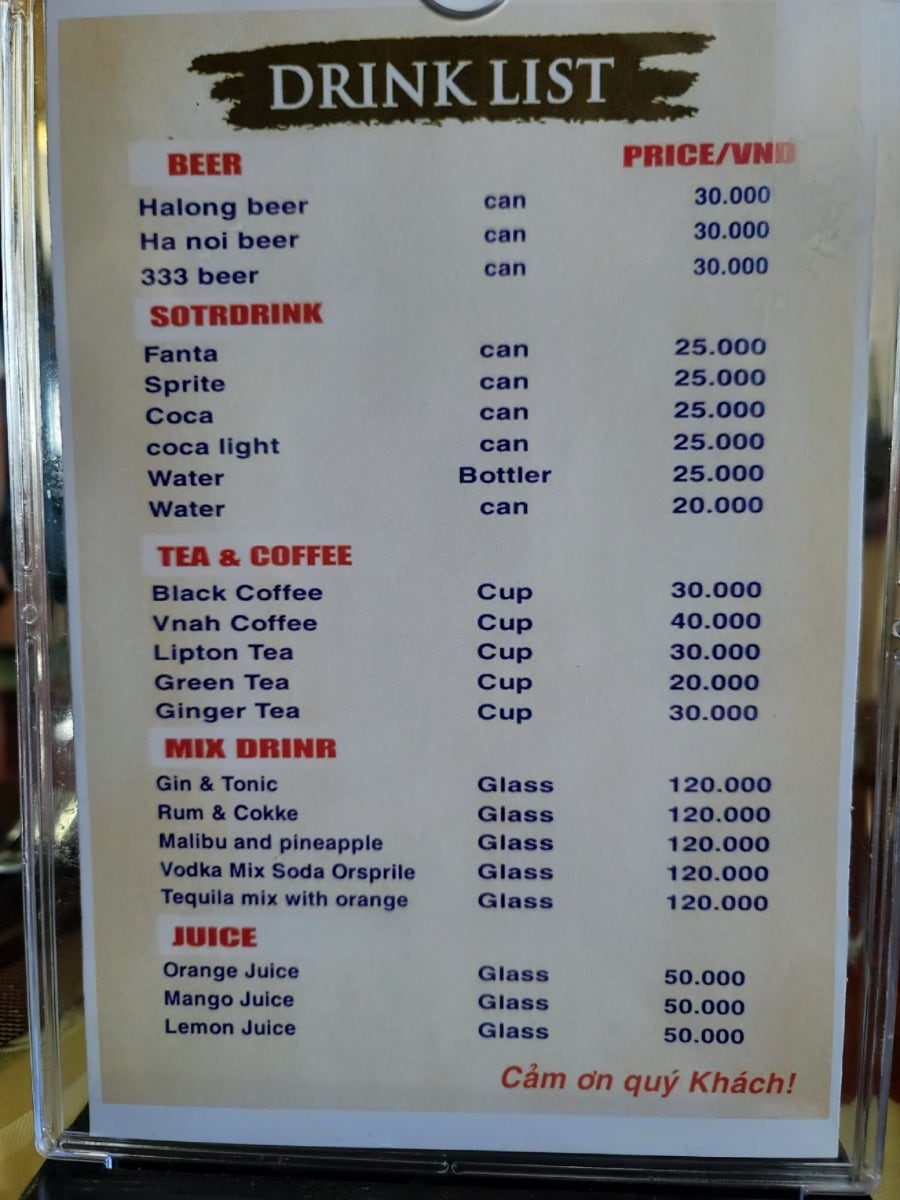 DRINK LIST
BEER PRICE/VND
Halong beer can 30.000
Ha noi beer can 30.000
333 beer can 30.000
SOTRDRINK
Fanta can 25.000
Sprite can 25.000
Coca can 25.000
coca light can 25.000
Water Bottler 25.000
Water can 20.000
TEA & COFFEE
Black Coffee Cup 30.000
Vnah Coffee Cup 40.000
Lipton Tea Cup 30.000
Green Tea Cup 20.000
Ginger Tea Cup 30.000
MIX DRINR
Gin & Tonic Glass 120.000
Rum & Cokke Glass 120.000
Malibu and pineapple Glass 120.000
Vodka Mix Soda Orsprile Glass 120.000
Tequila mix with orange Glass 120.000
JUICE
Orange Juice Glass 50.000
Mango Juice Glass 50.000
Lemon Juice Glass 50.000
Cảm ơn quý Khách!